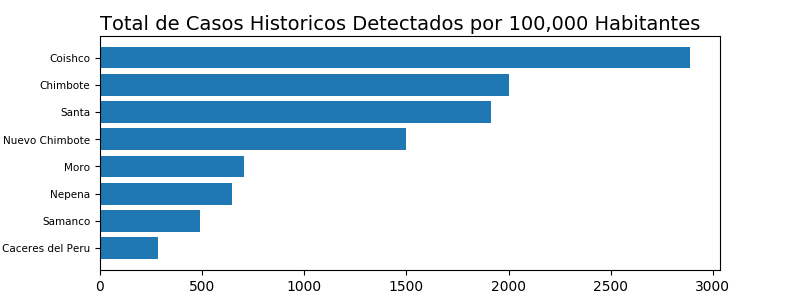 Total de Casos Historicos Detectados por 100,000 Habitantes
Coishco
Chimbote
Santa
Nuevo Chimbote
Moro
Nepena
Samanco
Caceres del Peru
0 500 1000 1500 2000 2500 3000